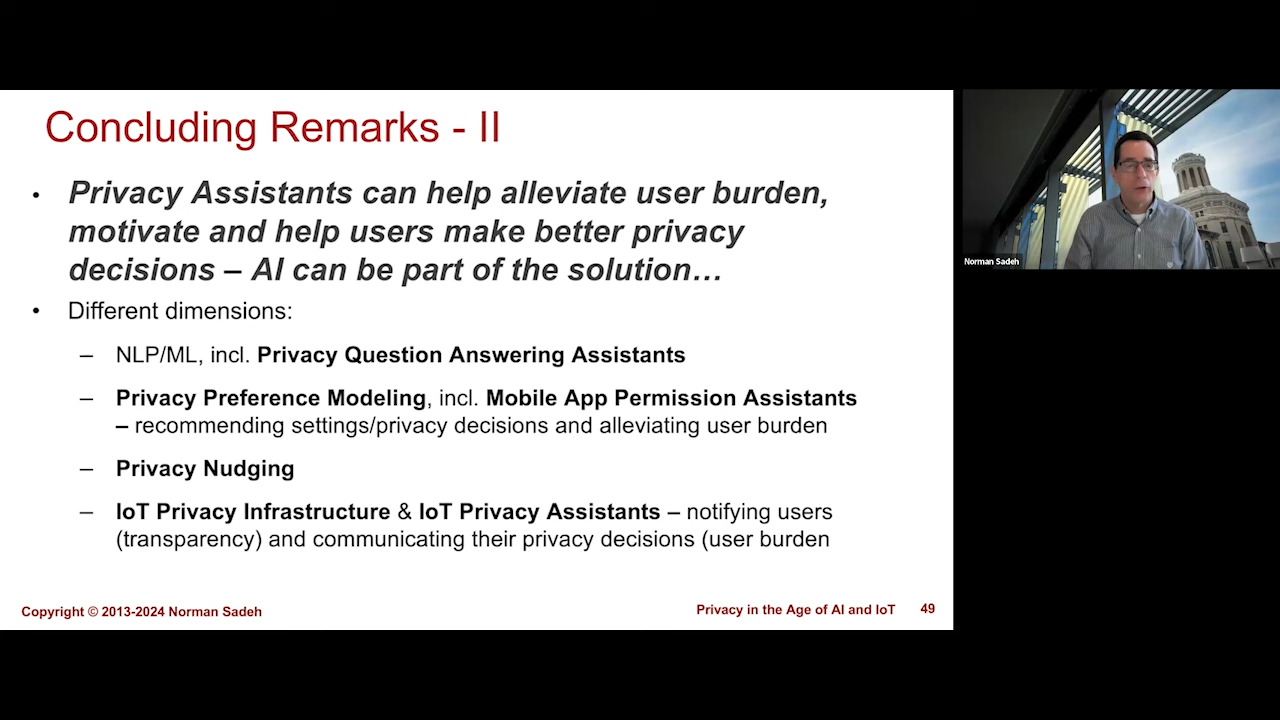 Concluding Remarks - II
• Privacy Assistants can help alleviate user burden,
motivate and help users make better privacy
decisions – AI can be part of the solution…
• Different dimensions:
– NLP/ML, incl. Privacy Question Answering Assistants
– Privacy Preference Modeling, incl. Mobile App Permission Assistants
– recommending settings/privacy decisions and alleviating user burden
– Privacy Nudging
– IoT Privacy Infrastructure & IoT Privacy Assistants – notifying users
(transparency) and communicating their privacy decisions (user burden
Copyright © 2013-2024 Norman Sadeh
Privacy in the Age of AI and IoT 49
Norman Sadeh